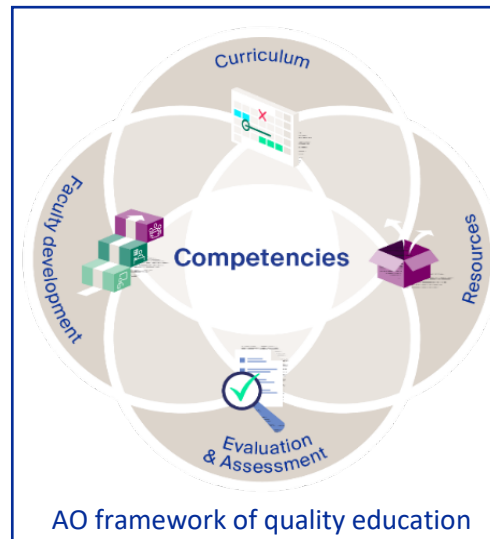 Curriculum
Faculty development
Competencies
Resources
Evaluation
& Assessment
AO framework of quality education